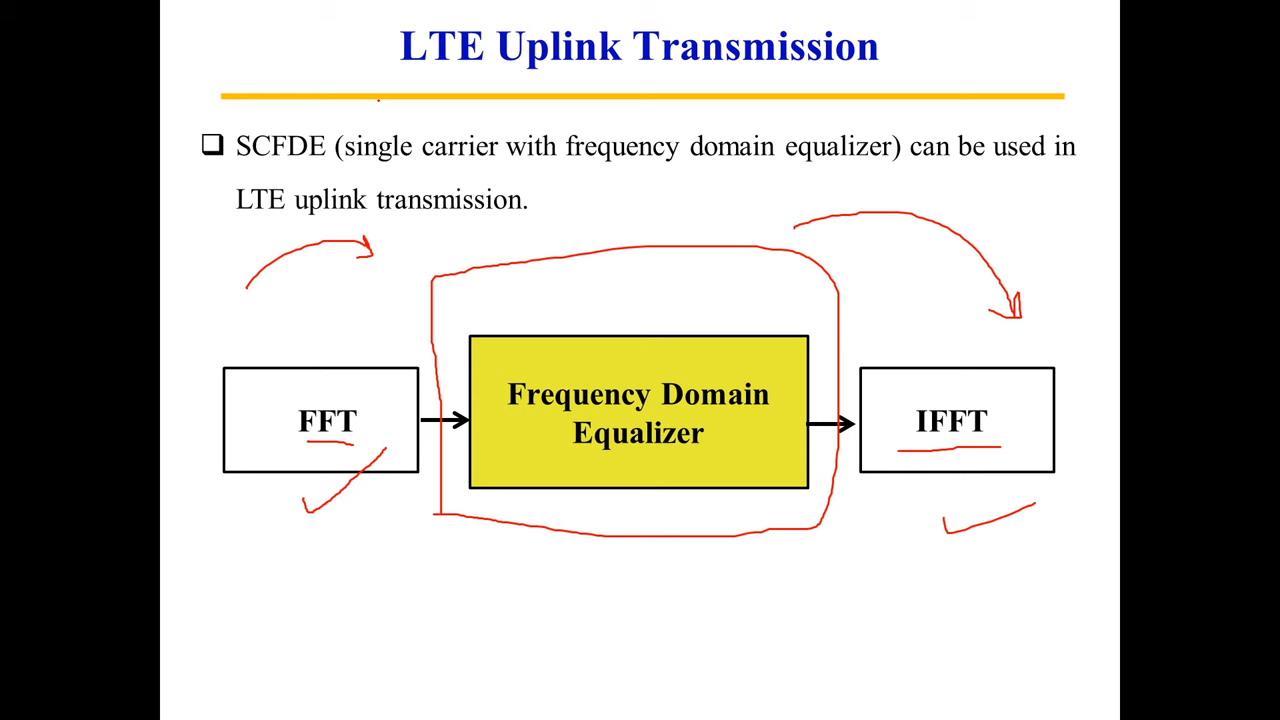 LTE Uplink Transmission
SCFDE (single carrier with frequency domain equalizer) can be used in
LTE uplink transmission.
FFT
Frequency Domain
Equalizer
IFFT